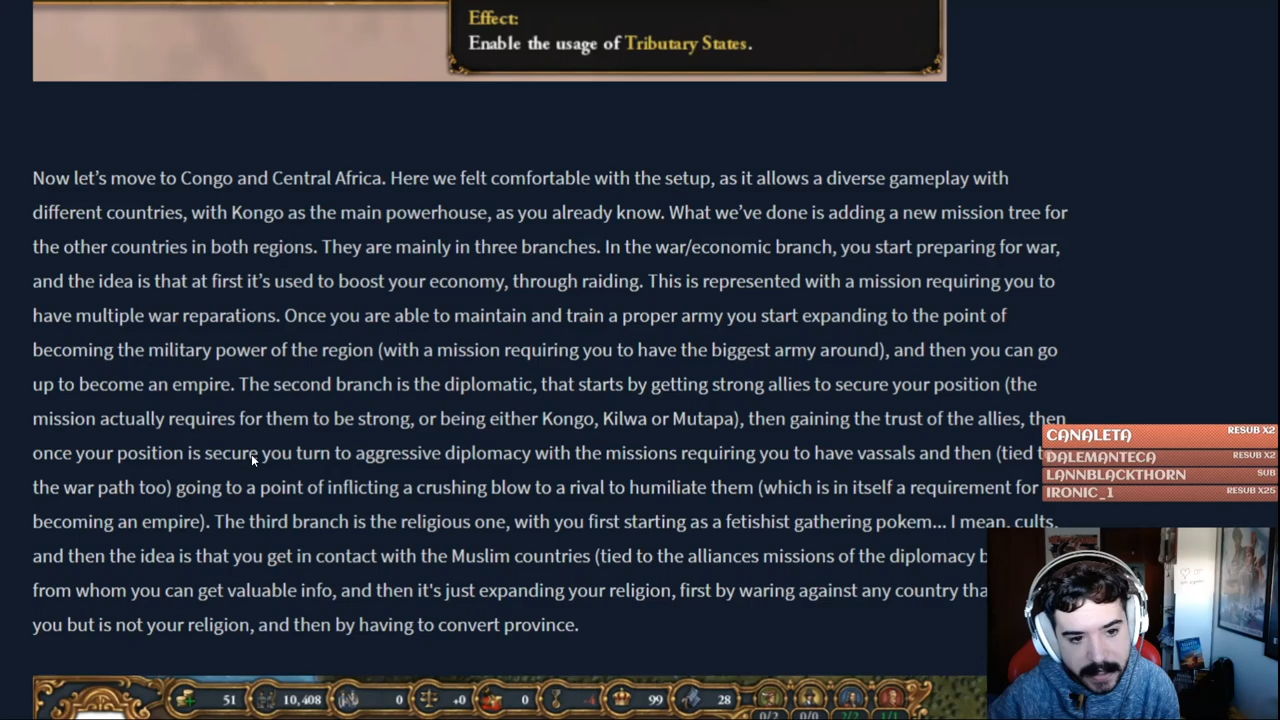 Effect:
Enable the usage of Tributary States.
Now let's move to Congo and Central Africa. Here we felt comfortable with the setup, as it allows a diverse gameplay with
different countries, with Kongo as the main powerhouse, as you already know. What we've done is adding a new mission tree for
the other countries in both regions. They are mainly in three branches. In the war/economic branch, you start preparing for war,
and the idea is that at first it's used to boost your economy, through raiding. This is represented with a mission requiring you to
have multiple war reparations. Once you are able to maintain and train a proper army you start expanding to the point of
becoming the military power of the region (with a mission requiring you to have the biggest army around), and then you can go
up to become an empire. The second branch is the diplomatic, that starts by getting strong allies to secure your position (the
mission actually requires for them to be strong, or being either Kongo, Kilwa or Mutapa), then gaining the trust of the allies, then
once your position is secure you turn to aggressive diplomacy with the missions requiring you to have vassals and then (tied
the war path too) going to a point of inflicting a crushing blow to a rival to humiliate them (which is in itself a requirement for
becoming an empire). The third branch is the religious one, with you first starting as a fetishist gathering pokem... I mean, cults,
and then the idea is that you get in contact with the Muslim countries (tied to the alliances missions of the diplomacy
from whom you can get valuable info, and then it's just expanding your religion, first by waring against any country
you but is not your religion, and then by having to convert province.
CANALETA RESUB X2
DALEMANTECA RESUB X2
LANNBLACKTHORN SUB
IRONIC_1 RESUB X25
51 10,408 0 +0 0 -4 99 28
0/2 0/0 2/2 1/1